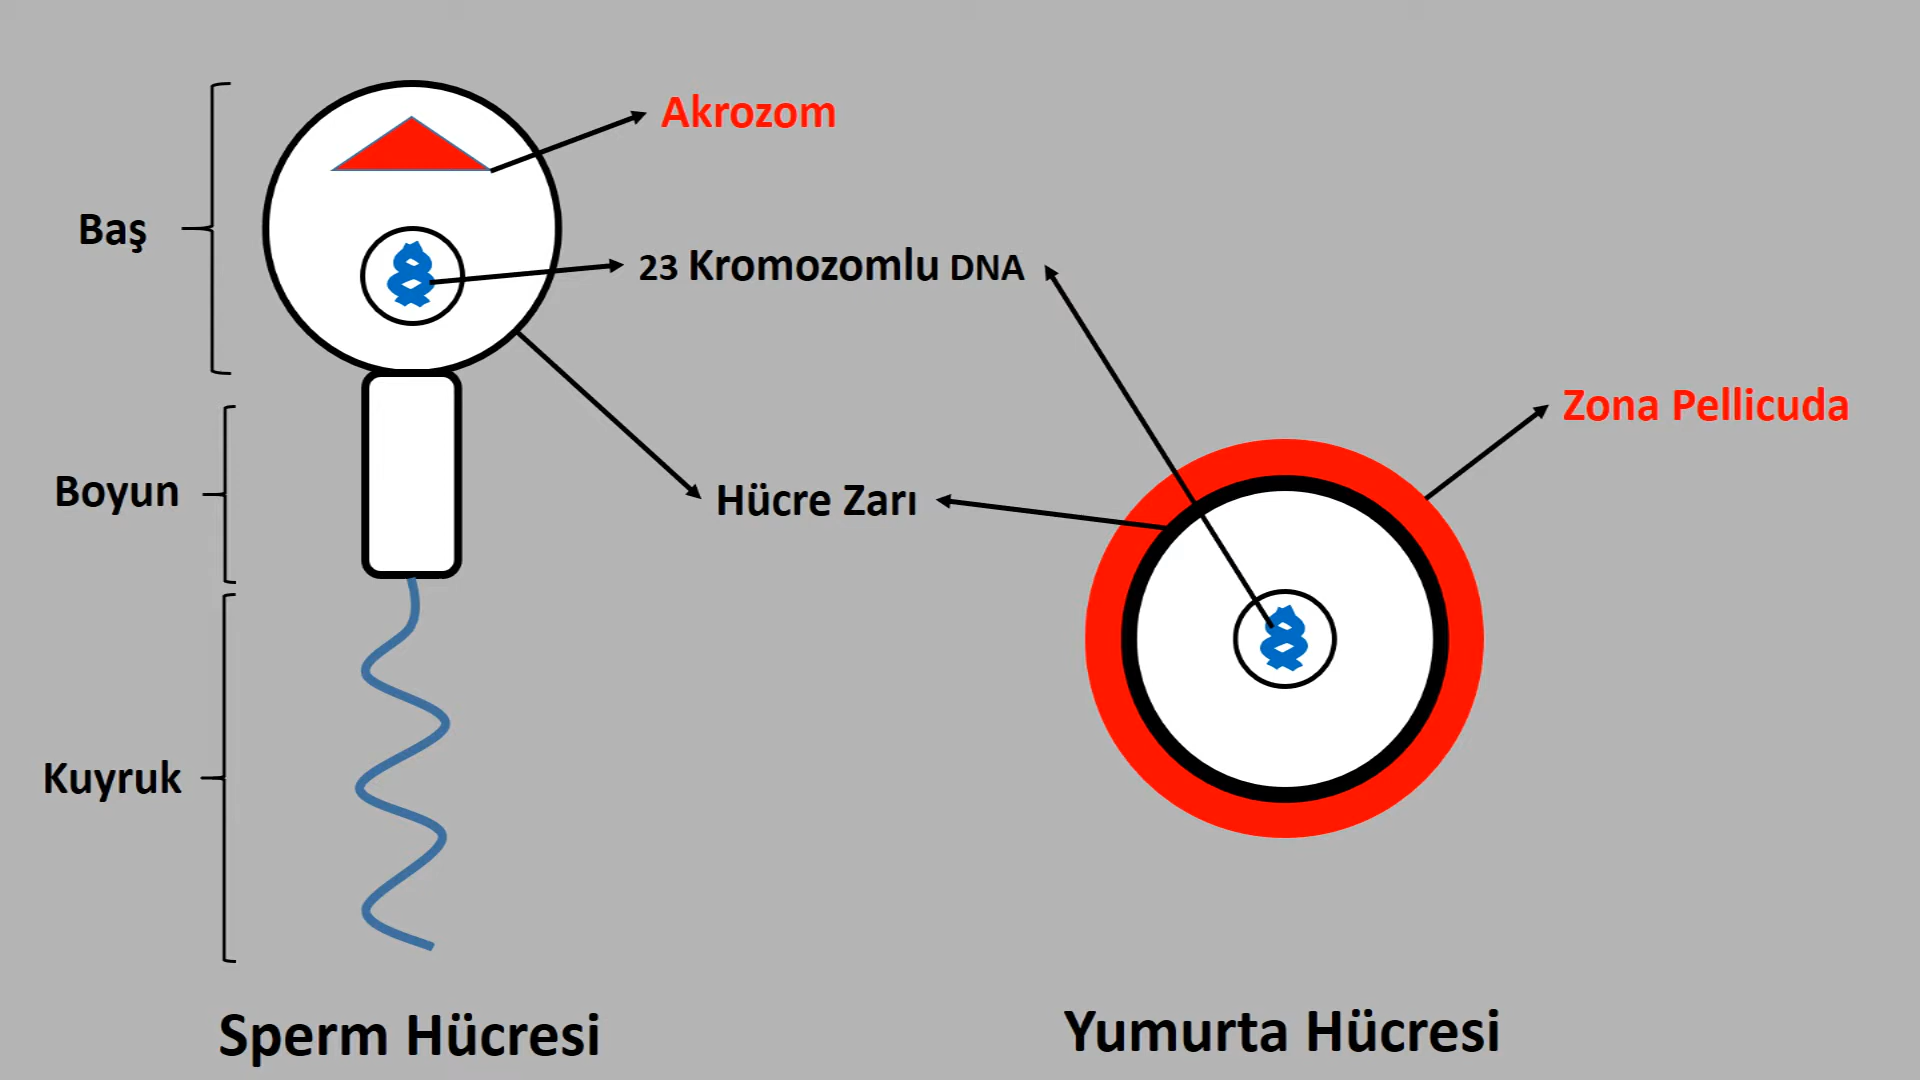 Akrozom
Baş
23 Kromozomlu DNA
Zona Pellicuda
Boyun
Hücre Zarı
Kuyruk
Sperm Hücresi
Yumurta Hücresi